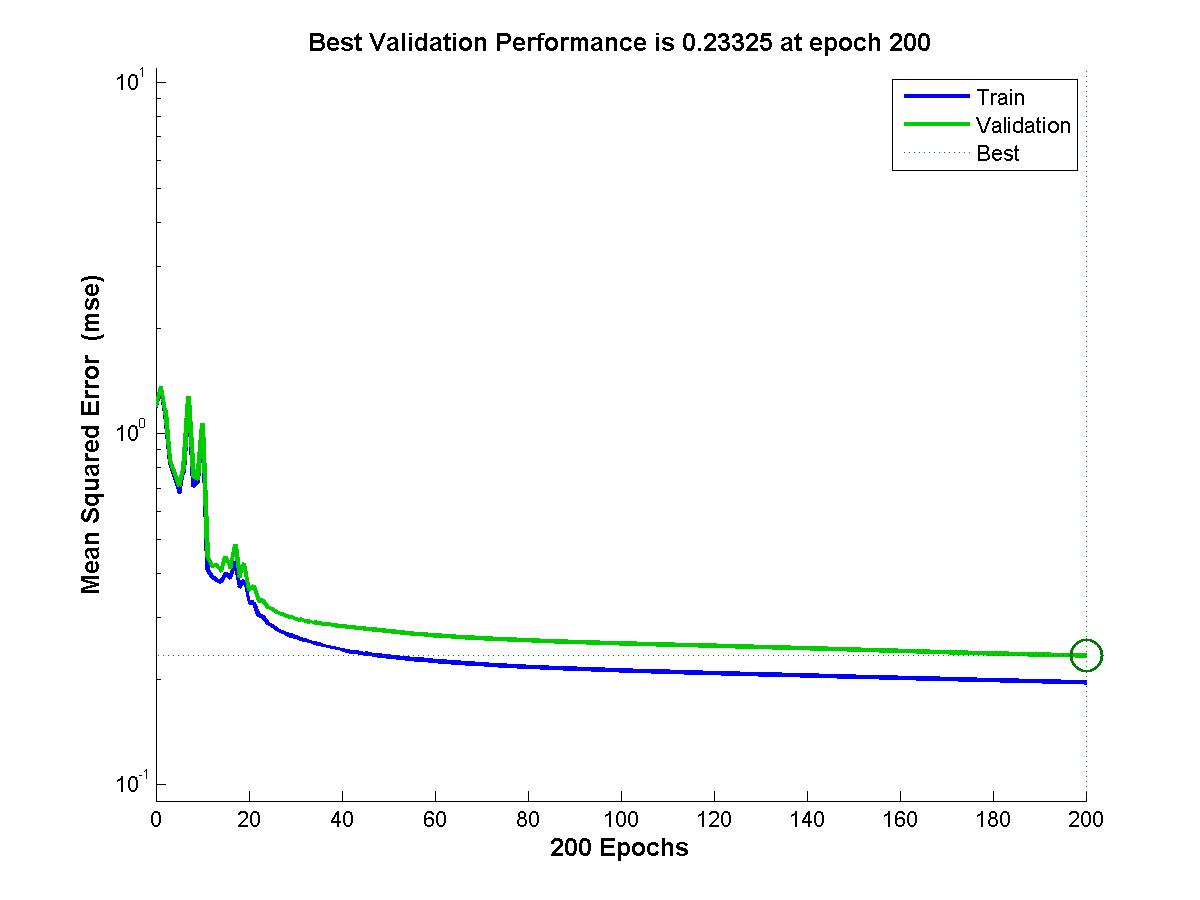 Best Validation Performance is 0.23325 at epoch 200
Train
Validation
Best
10^1
10^0
10^-1
Mean Squared Error (mse)
0 20 40 60 80 100 120 140 160 180 200
200 Epochs